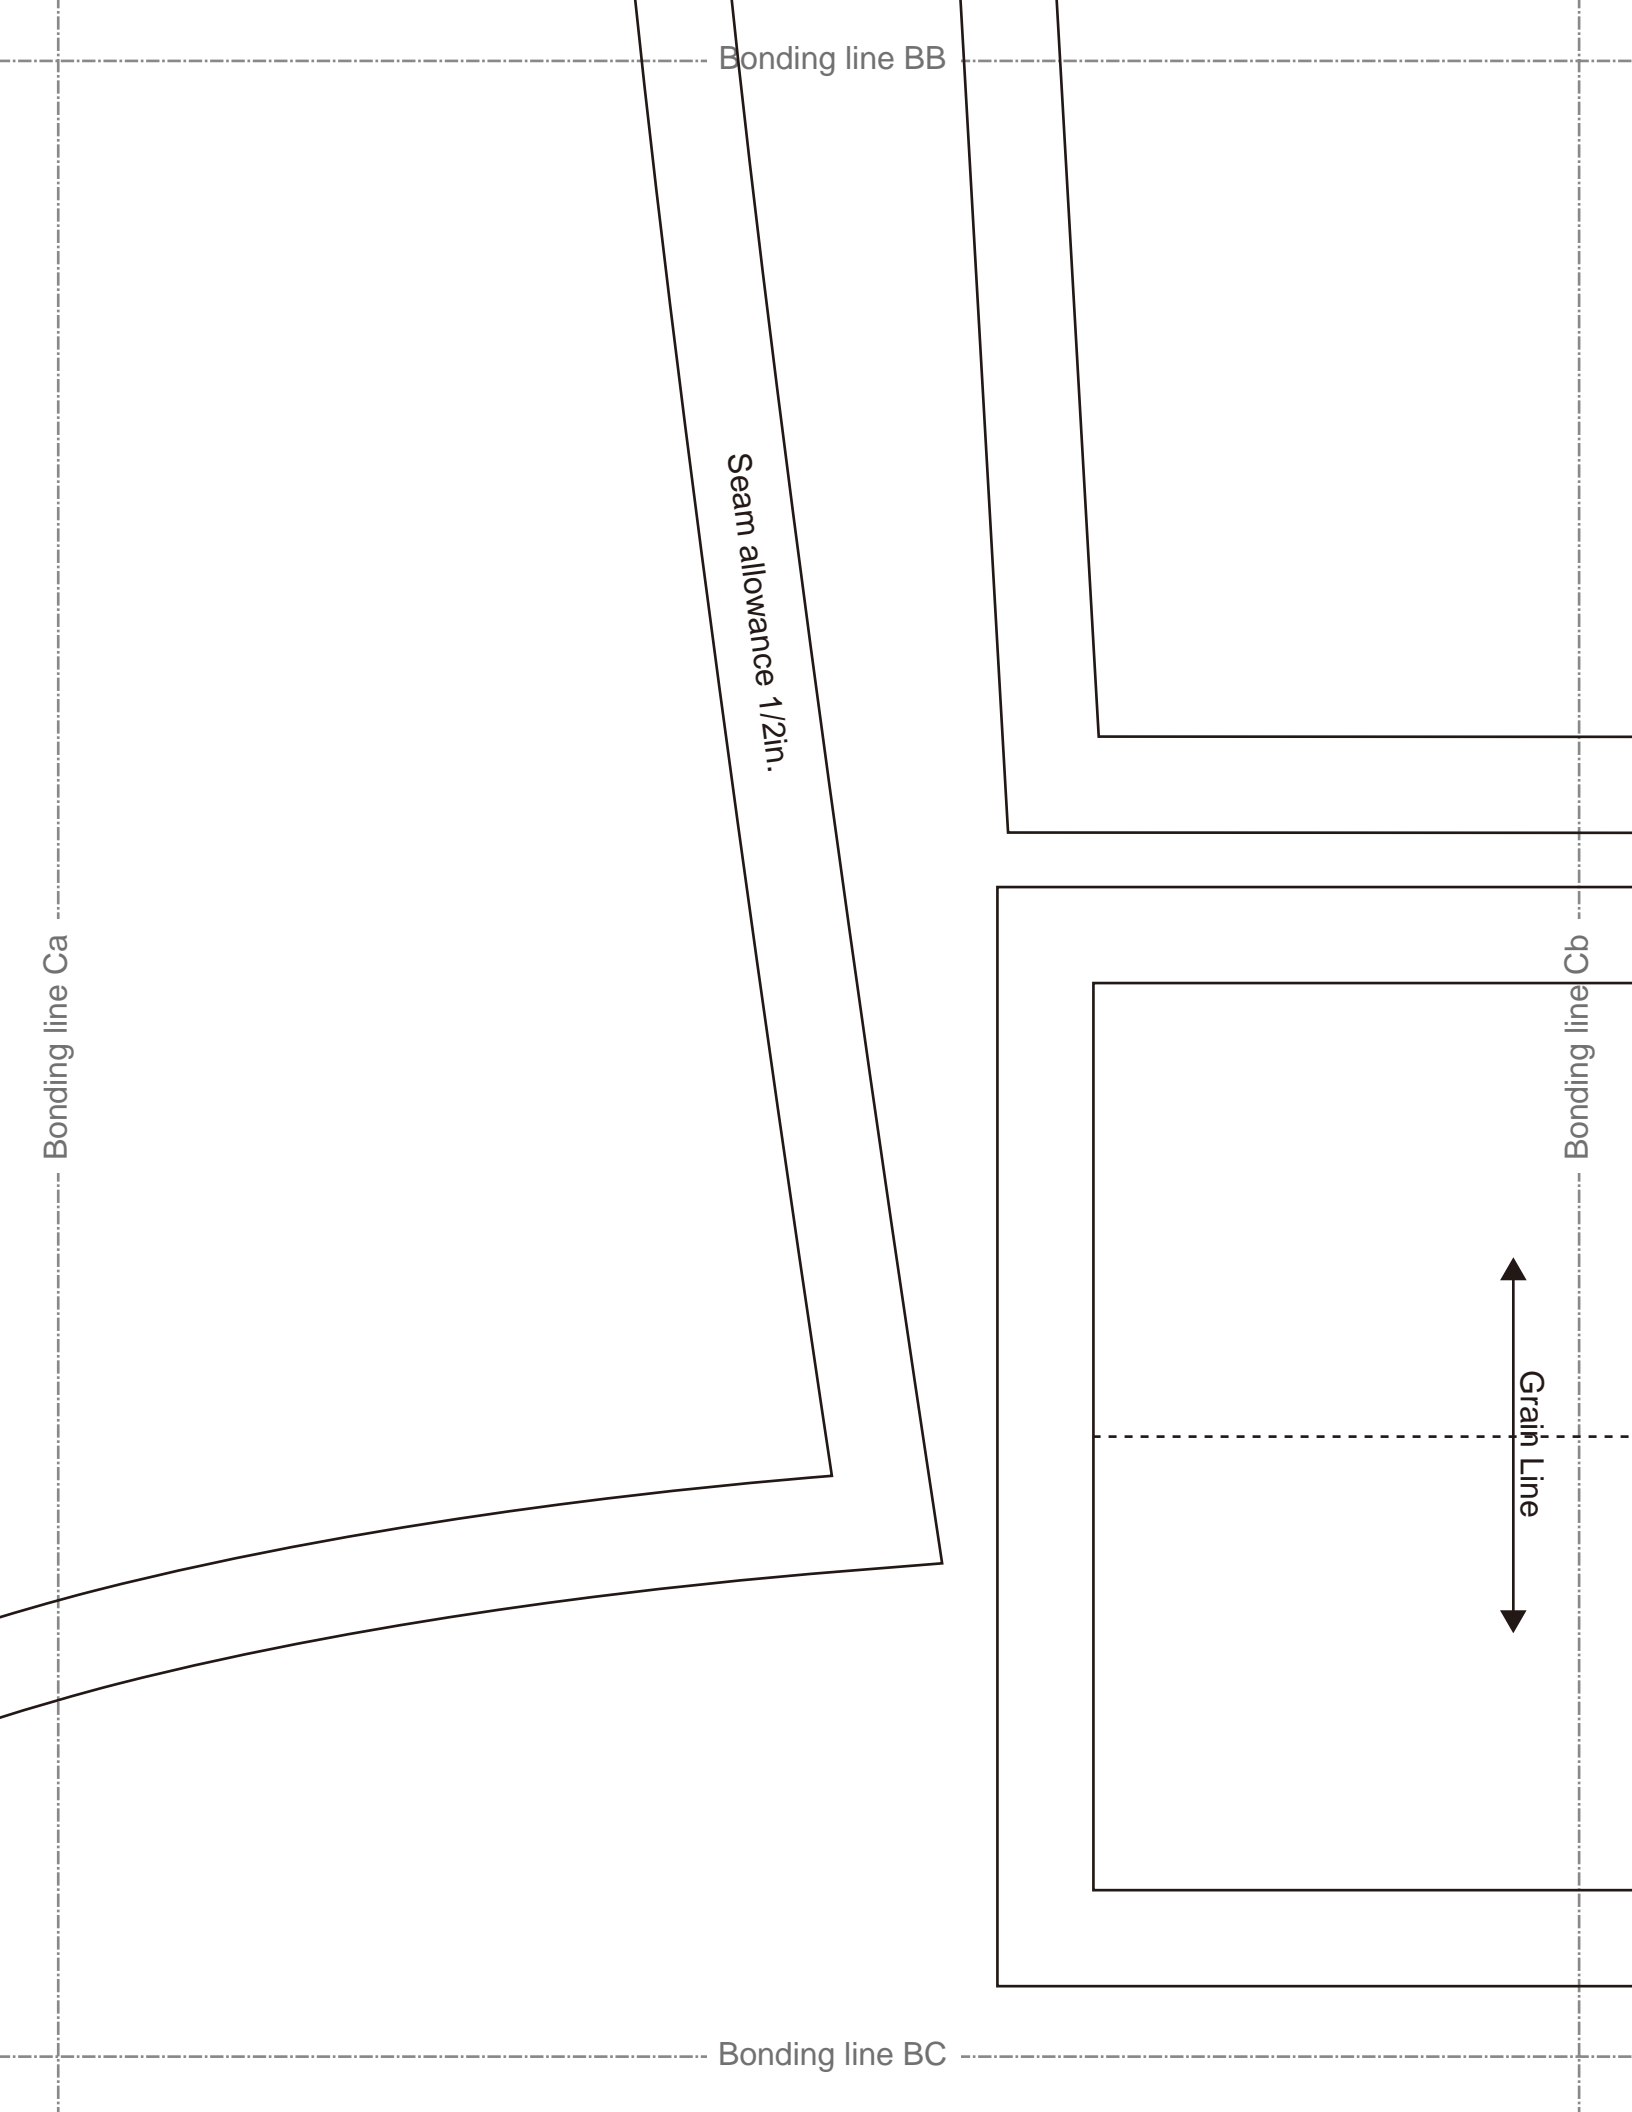 Bonding line BB
Seam allowance 1/2in.
Bonding line Ca
Bonding line Cb
Grain Line
Bonding line BC